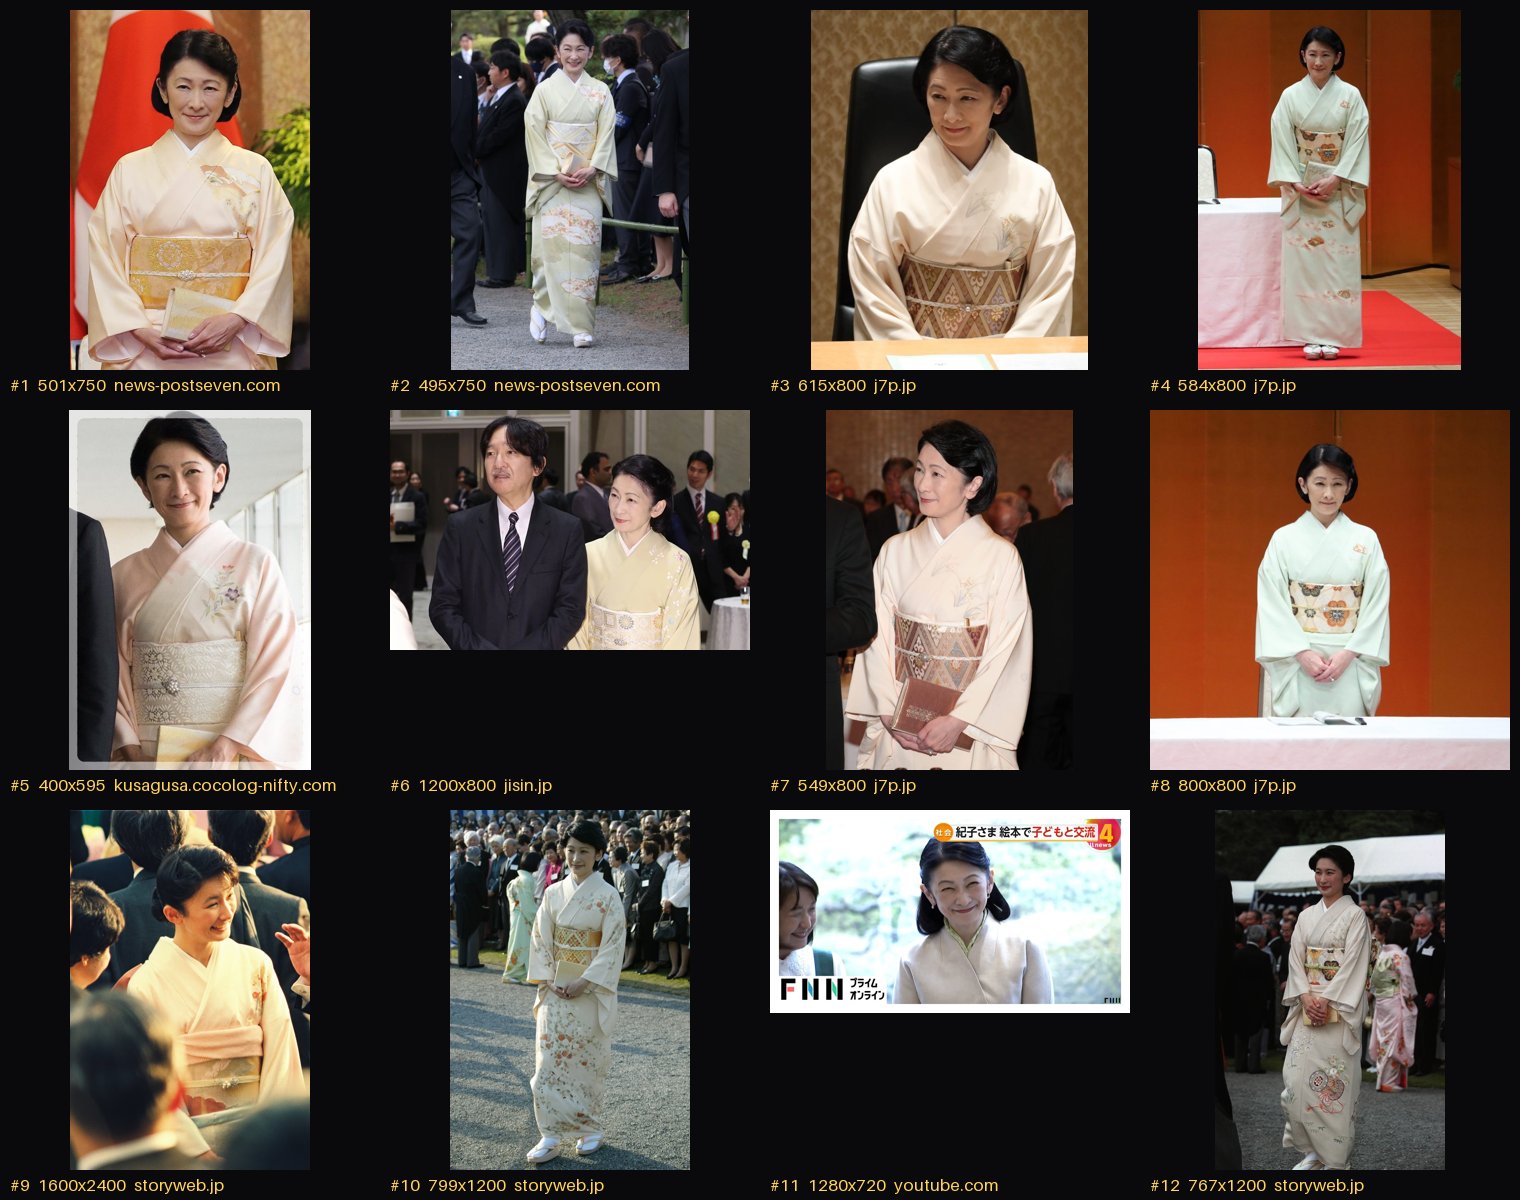 #1 501x750 news-postseven.com
#2 495x750 news-postseven.com
#3 615x800 j7p.jp
#4 584x800 j7p.jp
#5 400x595 kusagusa.cocolog-nifty.com
#6 1200x800 jisin.jp
#7 549x800 j7p.jp
#8 800x800 j7p.jp
社会 紀子さま 絵本で子どもと交流
4
FNN プライム
オンライン
#9 1600x2400 storyweb.jp
#10 799x1200 storyweb.jp
#11 1280x720 youtube.com
#12 767x1200 storyweb.jp